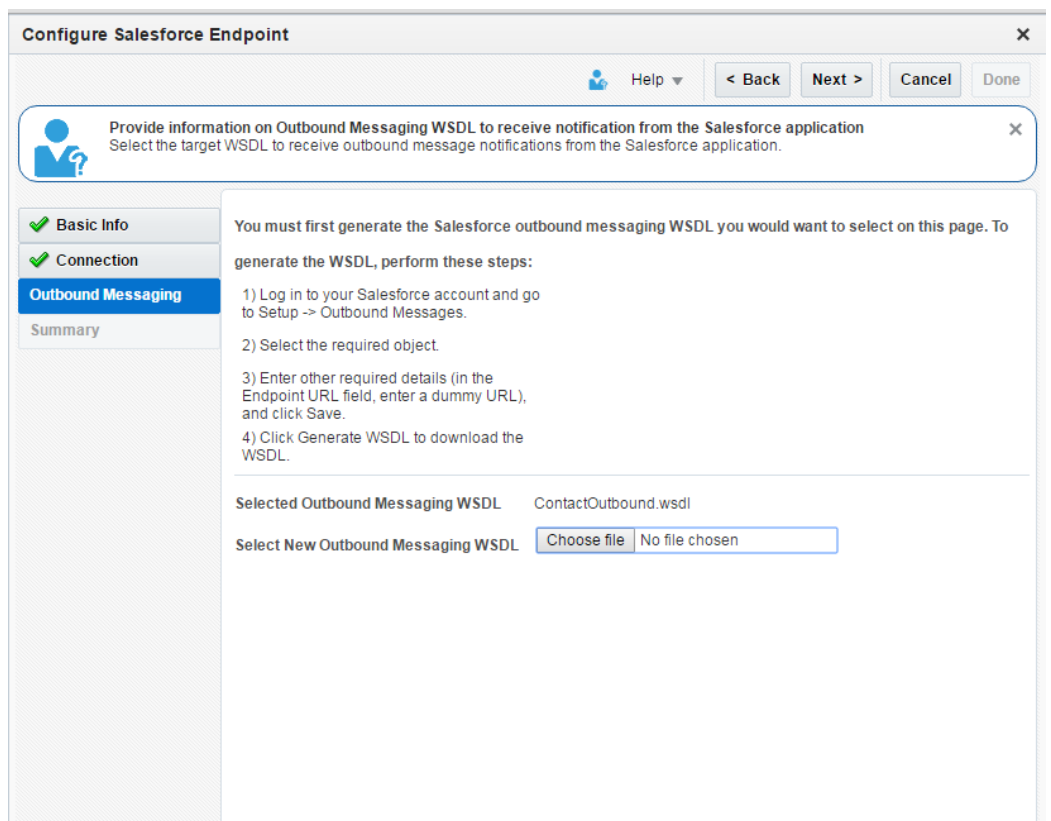 Configure Salesforce Endpoint
Help
< Back
Next >
Cancel
Done
Provide information on Outbound Messaging WSDL to receive notification from the Salesforce application
Select the target WSDL to receive outbound message notifications from the Salesforce application.
Basic Info
Connection
Outbound Messaging
Summary
You must first generate the Salesforce outbound messaging WSDL you would want to select on this page. To
generate the WSDL, perform these steps:
1) Log in to your Salesforce account and go
to Setup -> Outbound Messages.
2) Select the required object.
3) Enter other required details (in the
Endpoint URL field, enter a dummy URL),
and click Save.
4) Click Generate WSDL to download the
WSDL.
Selected Outbound Messaging WSDL ContactOutbound.wsdl
Select New Outbound Messaging WSDL Choose file No file chosen